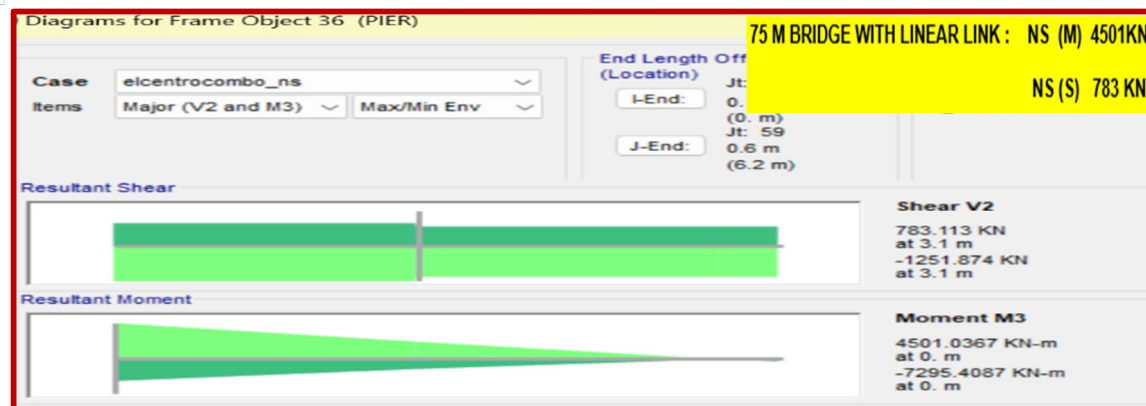 Diagrams for Frame Object 36 (PIER)
75 M BRIDGE WITH LINEAR LINK : NS (M) 4501KN
NS (S) 783 KN
End Length Off
(Location)
Case elcentrocombo_ns
Items Major (V2 and M3) Max/Min Env
I-End: Jt:
0.
(0. m)
J-End: Jt: 59
0.6 m
(6.2 m)
Resultant Shear
Shear V2
783.113 KN
at 3.1 m
-1251.874 KN
at 3.1 m
Resultant Moment
Moment M3
4501.0367 KN-m
at 0. m
-7295.4087 KN-m
at 0. m